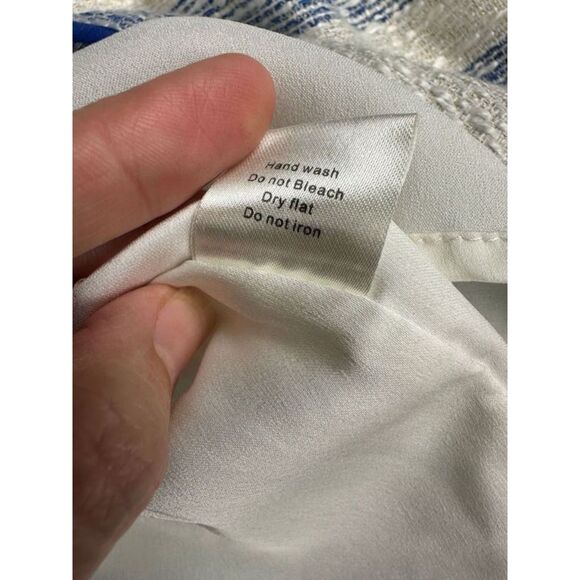 Hand wash
Do not Bleach
Dry flat
Do not iron